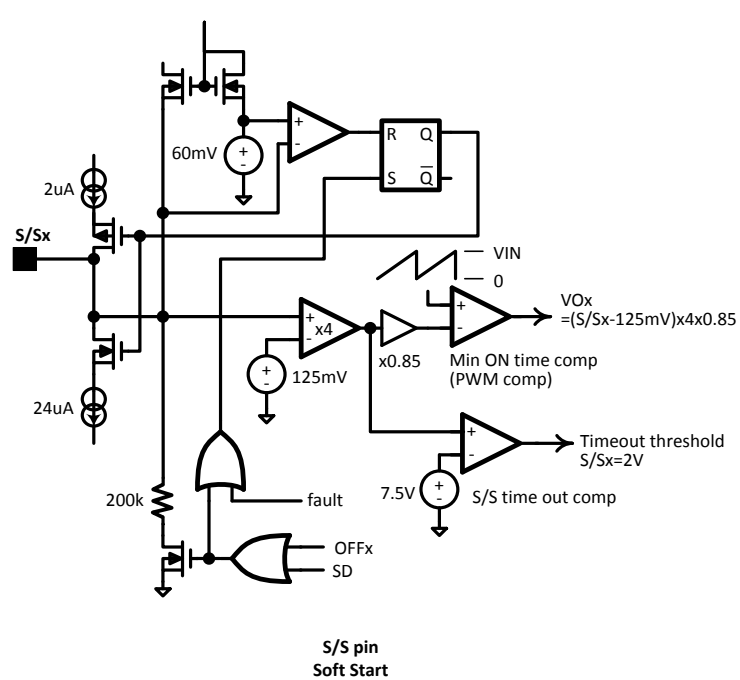 60mV
+
-
+
-
R
Q
S
Q
2uA
S/Sx
VIN
0
+
-
x4
+
-
125mV
x0.85
+
-
VOx
=(S/Sx-125mV)x4x0.85
Min ON time comp
(PWM comp)
24uA
+
-
Timeout threshold
S/Sx=2V
7.5V
+
-
S/S time out comp
200k
fault
OFFx
SD
S/S pin
Soft Start